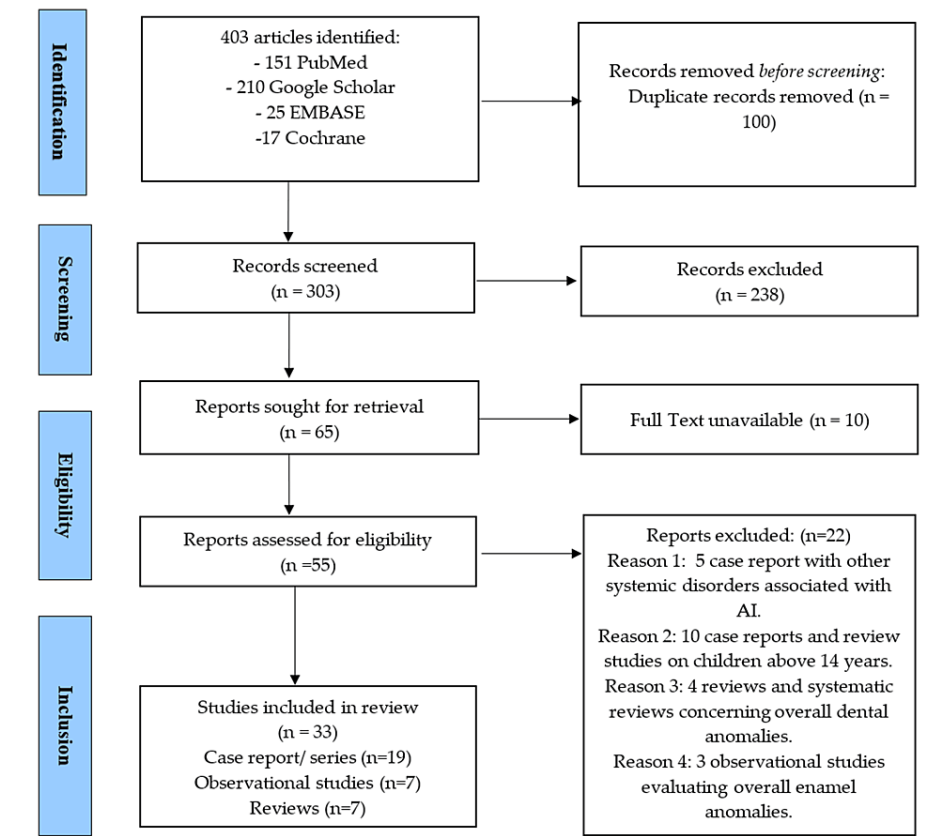 Identification
403 articles identified:
- 151 PubMed
- 210 Google Scholar
- 25 EMBASE
-17 Cochrane
Records removed before screening:
Duplicate records removed (n =
100)
Screening
Records screened
(n = 303)
Records excluded
(n = 238)
Reports sought for retrieval
(n = 65)
Full Text unavailable (n = 10)
Eligibility
Reports assessed for eligibility
(n =55)
Reports excluded: (n=22)
Reason 1:  5 case report with other
systemic disorders associated with
AI.
Reason 2: 10 case reports and review
studies on children above 14 years.
Reason 3: 4 reviews and systematic
reviews concerning overall dental
anomalies.
Reason 4: 3 observational studies
evaluating overall enamel
anomalies.
Inclusion
Studies included in review
(n = 33)
Case report/ series (n=19)
Observational studies (n=7)
Reviews (n=7)